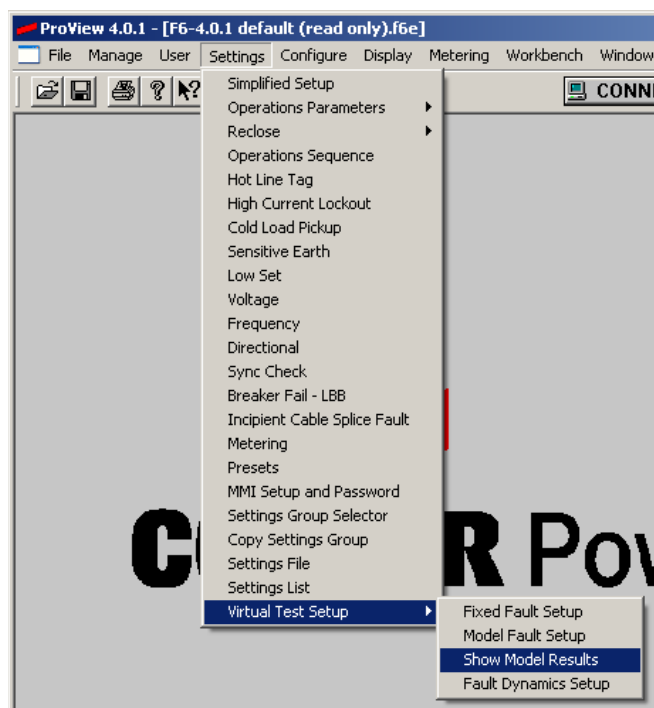 ProView 4.0.1 - [F6-4.0.1 default (read only).f6e]
File Manage User Settings Configure Display Metering Workbench Window
CONN
Simplified Setup
Operations Parameters
Reclose
Operations Sequence
Hot Line Tag
High Current Lockout
Cold Load Pickup
Sensitive Earth
Low Set
Voltage
Frequency
Directional
Sync Check
Breaker Fail - LBB
Incipient Cable Splice Fault
Metering
Presets
MMI Setup and Password
Settings Group Selector
Copy Settings Group
Settings File
Settings List
Virtual Test Setup
Fixed Fault Setup
Model Fault Setup
Show Model Results
Fault Dynamics Setup